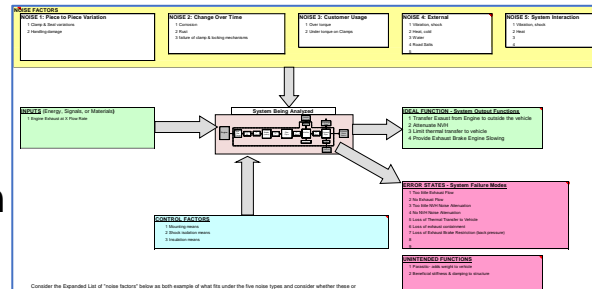 NOISE FACTORS
NOISE 1: Piece to Piece Variation
1 Clamp & Seal variations
2 Handling damage
NOISE 2: Change Over Time
1 Corrosion
2 Rust
3 failure of clamp & locking mechanisms
NOISE 3: Customer Usage
1 Over torque
2 Under torque on Clamps
NOISE 4: External
1 Vibration, shock
2 Heat, cold
3 Water
4 Road Salts
5
NOISE 5: System Interaction
1 Vibration, shock
2 Heat
3
4
INPUTS (Energy, Signals, or Materials)
1 Engine Exhaust at X Flow Rate
System Being Analyzed
IDEAL FUNCTION - System Output Functions
1 Transfer Exaust from Engine to outside the vehicle
2 Attenuate NVH
3 Limit thermal transfer to vehicle
4 Provide Exhaust Brake Engine Slowing
ERROR STATES - System Failure Modes
1 Too little Exhaust Flow
2 No Exhaust Flow
3 Too little NVH Noise Attenuation
4 No NVH Noise Attenuation
5 Loss of Thermal Transfer to Vehicle
6 Loss of exhaust containment
7 Loss of Exhaust Brake Restriction (back pressure)
8
9
CONTROL FACTORS
1 Mounting means
2 Shock isolation means
3 Insulation means
UNINTENDED FUNCTIONS
1 Parasitic weight to vehicle
2 Beneficial stiffness & damping to structure
Consider the Expanded List of "noise factors" below as both example of what fits under the five noise types and consider whether these or